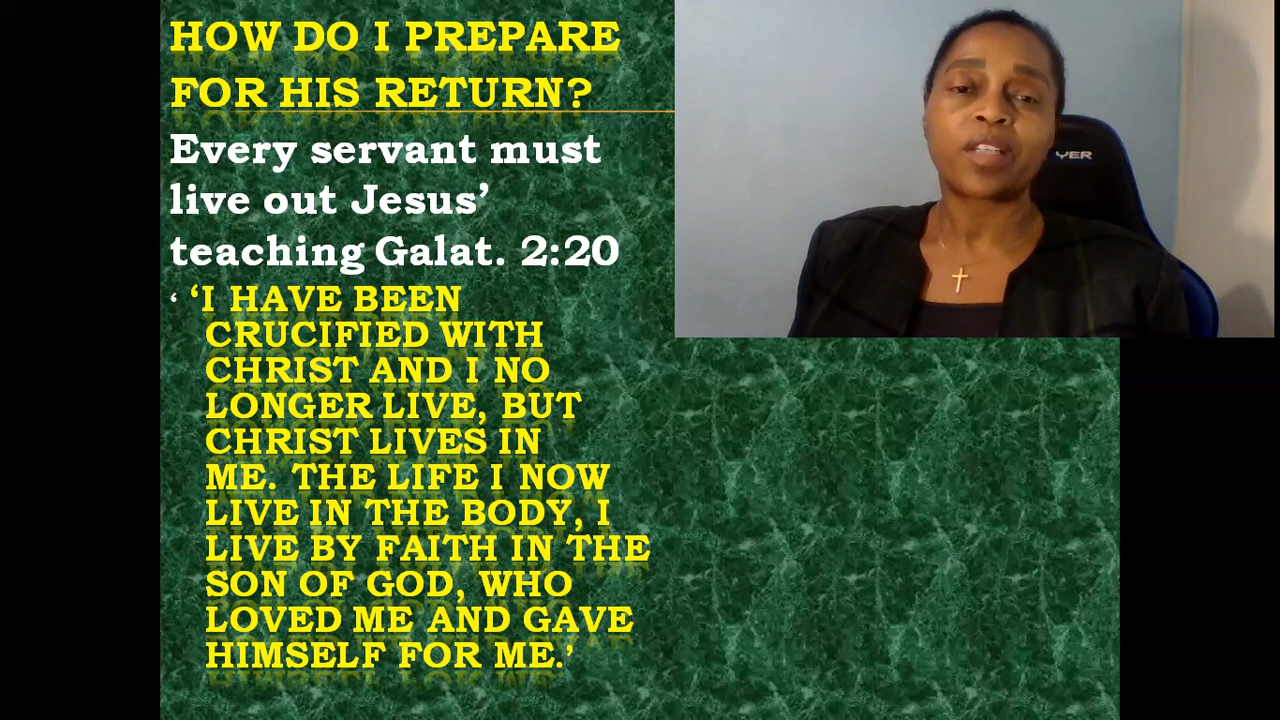 HOW DO I PREPARE
FOR HIS RETURN?
Every servant must
live out Jesus’
teaching Galat. 2:20
‘ ‘I HAVE BEEN
CRUCIFIED WITH
CHRIST AND I NO
LONGER LIVE, BUT
CHRIST LIVES IN
ME. THE LIFE I NOW
LIVE IN THE BODY, I
LIVE BY FAITH IN THE
SON OF GOD, WHO
LOVED ME AND GAVE
HIMSELF FOR ME.’
YER